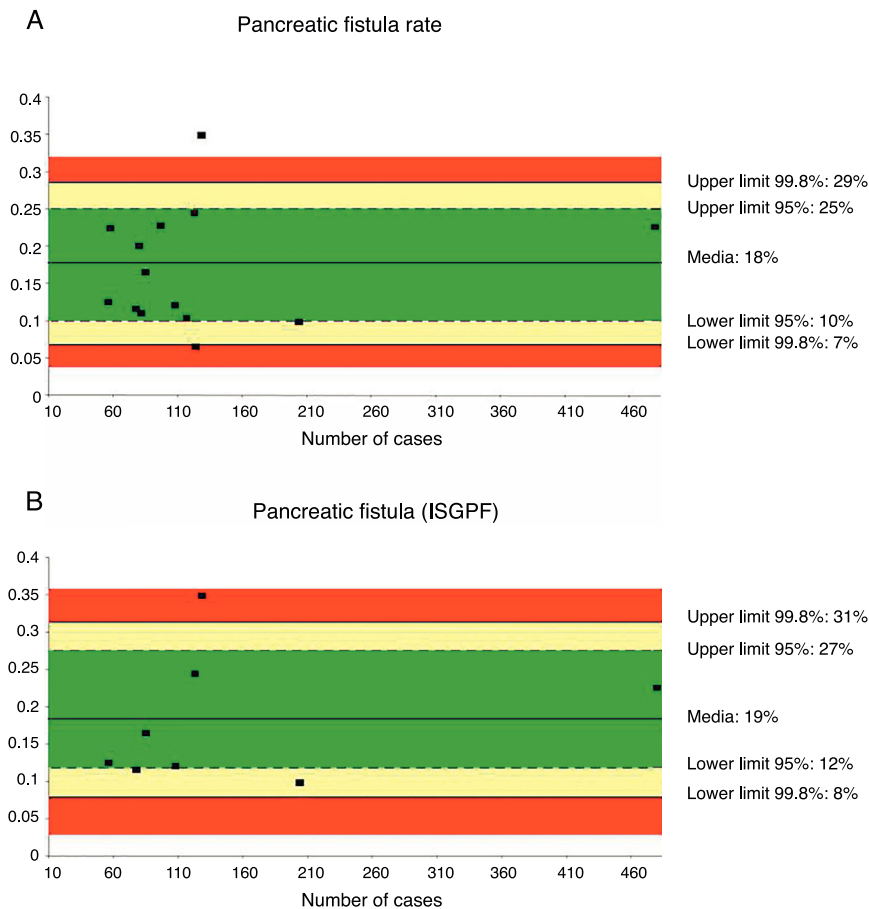 A
Pancreatic fistula rate
0.4
0.35
0.3
0.25
0.2
0.15
0.1
0.05
0
Upper limit 99.8%: 29%
Upper limit 95%: 25%
Media: 18%
Lower limit 95%: 10%
Lower limit 99.8%: 7%
10 60 110 160 210 260 310 360 410 460
Number of cases
B
Pancreatic fistula (ISGPF)
0.4
0.35
0.3
0.25
0.2
0.15
0.1
0.05
0
Upper limit 99.8%: 31%
Upper limit 95%: 27%
Media: 19%
Lower limit 95%: 12%
Lower limit 99.8%: 8%
10 60 110 160 210 260 310 360 410 460
Number of cases